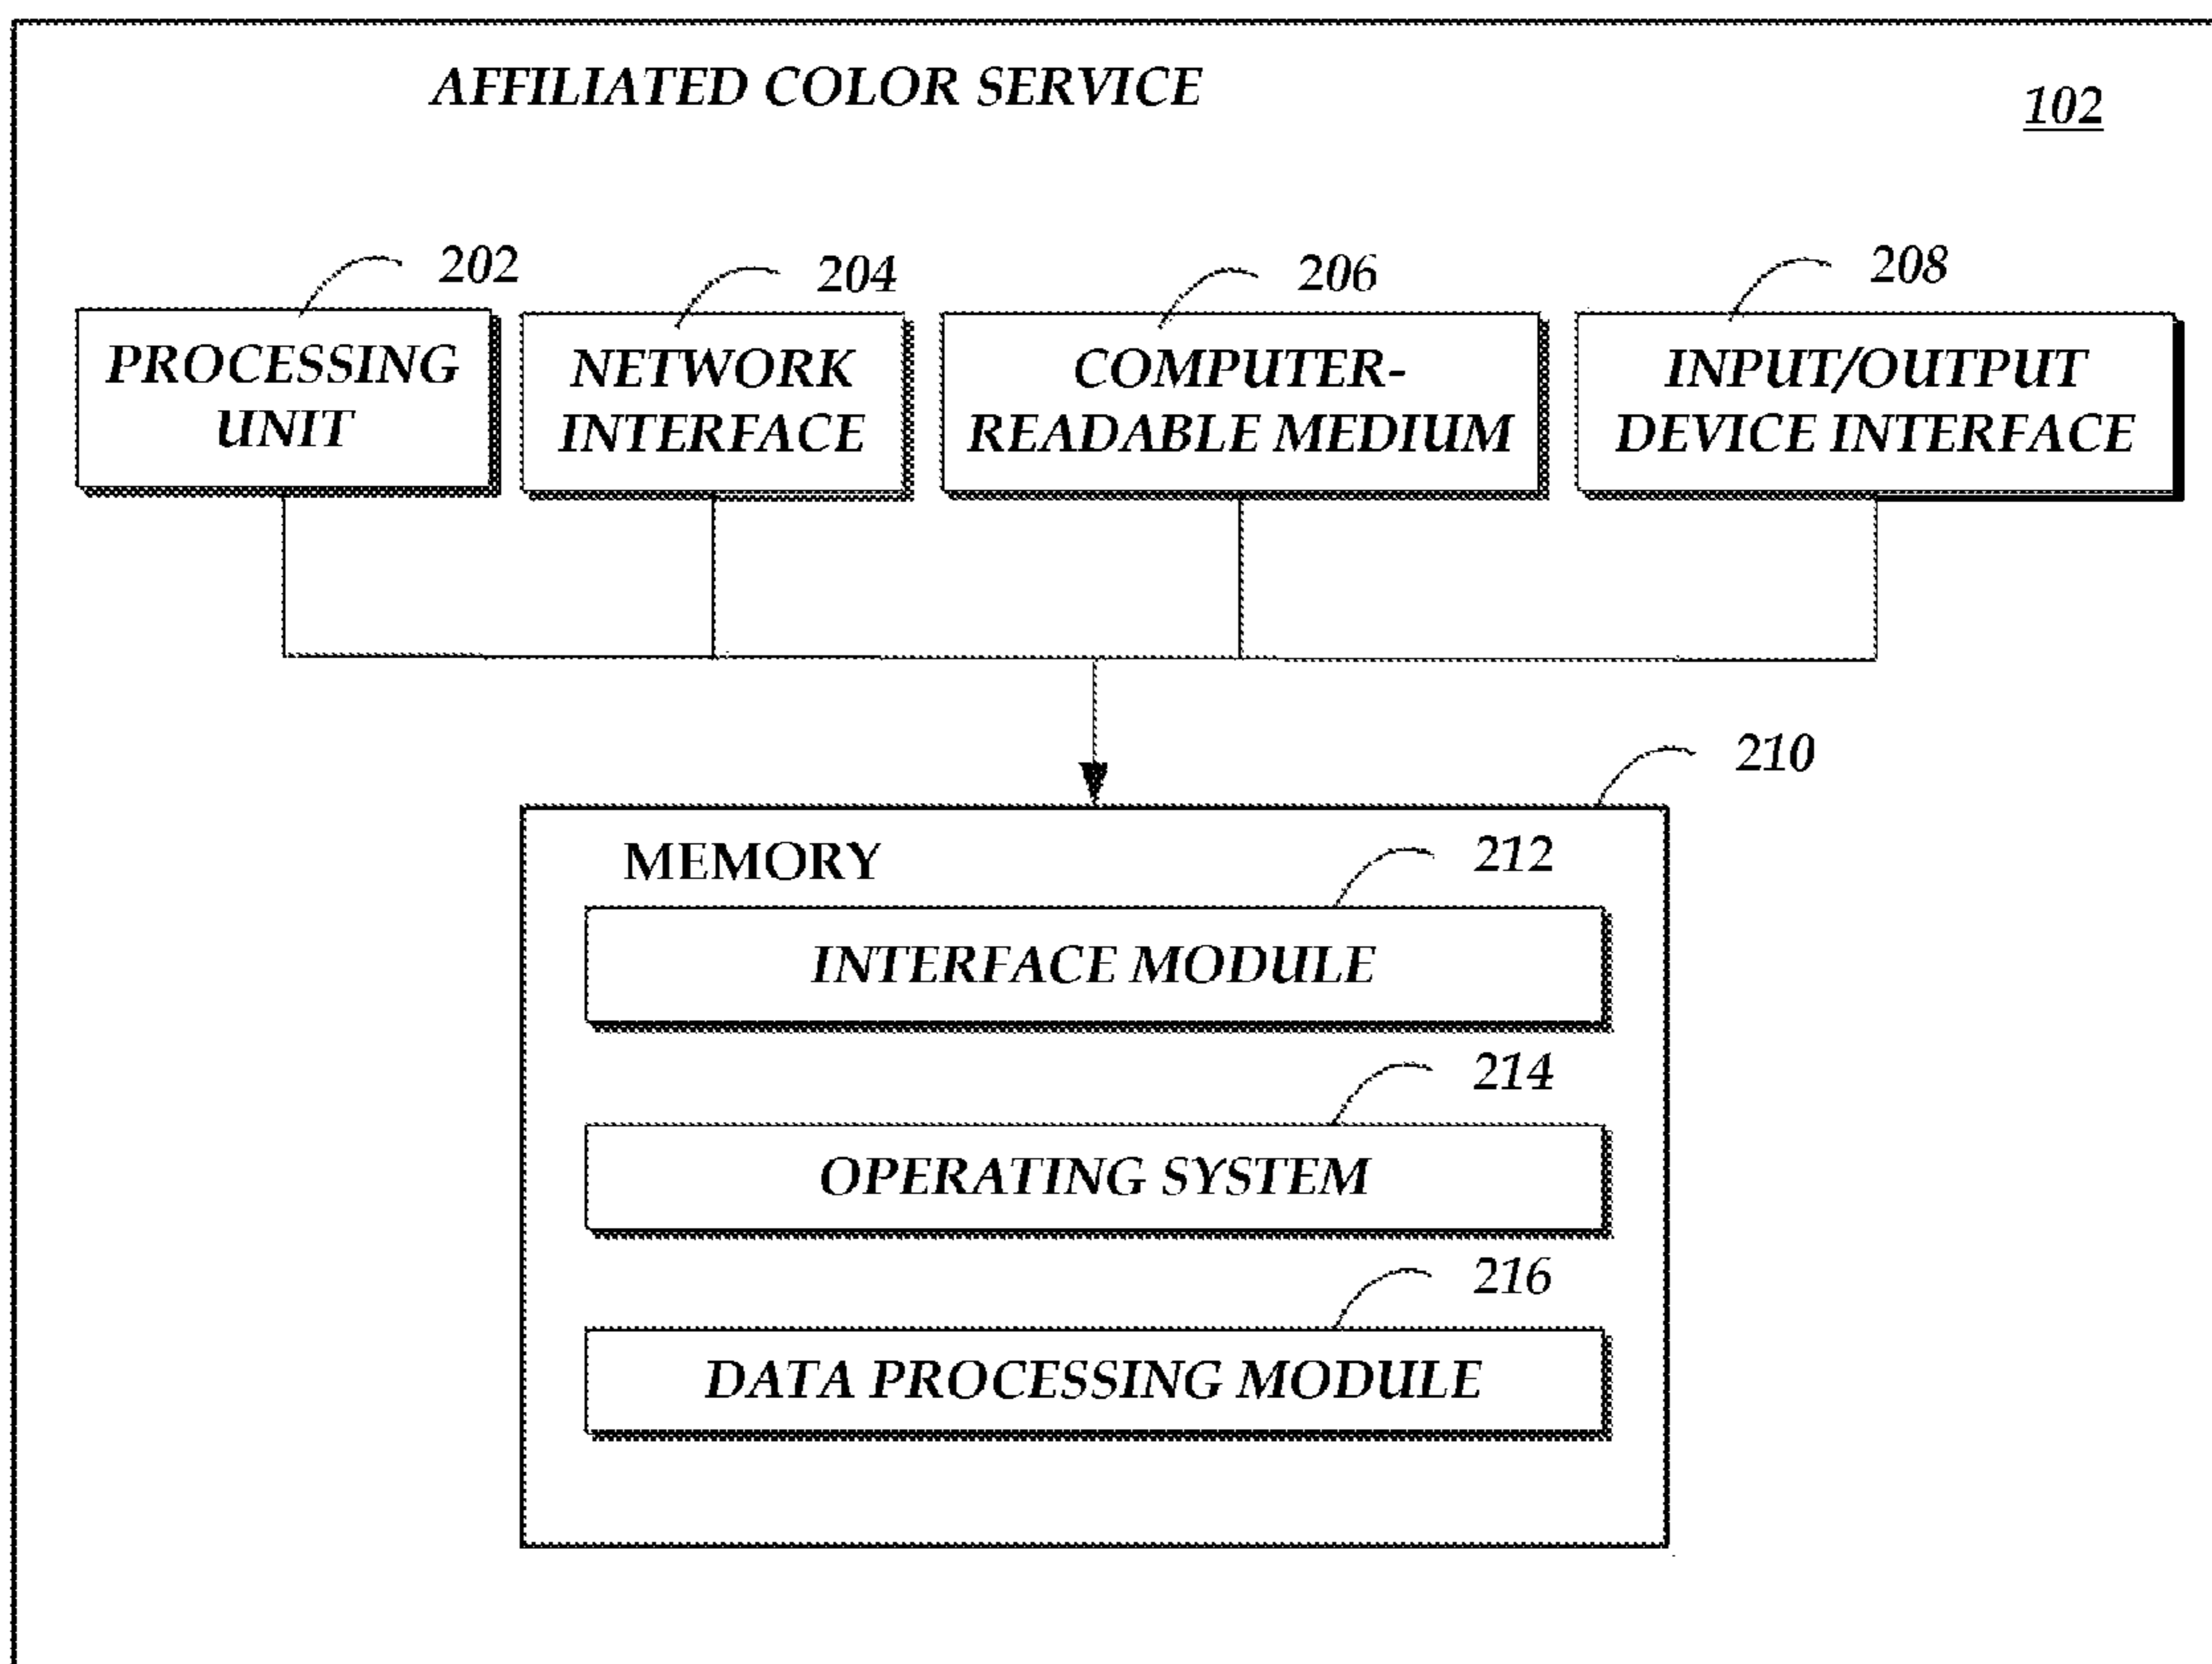 AFFILIATED COLOR SERVICE
102
202
204
206
208
PROCESSING
UNIT
NETWORK
INTERFACE
COMPUTER-
READABLE MEDIUM
INPUT/OUTPUT
DEVICE INTERFACE
210
MEMORY
212
INTERFACE MODULE
214
OPERATING SYSTEM
216
DATA PROCESSING MODULE